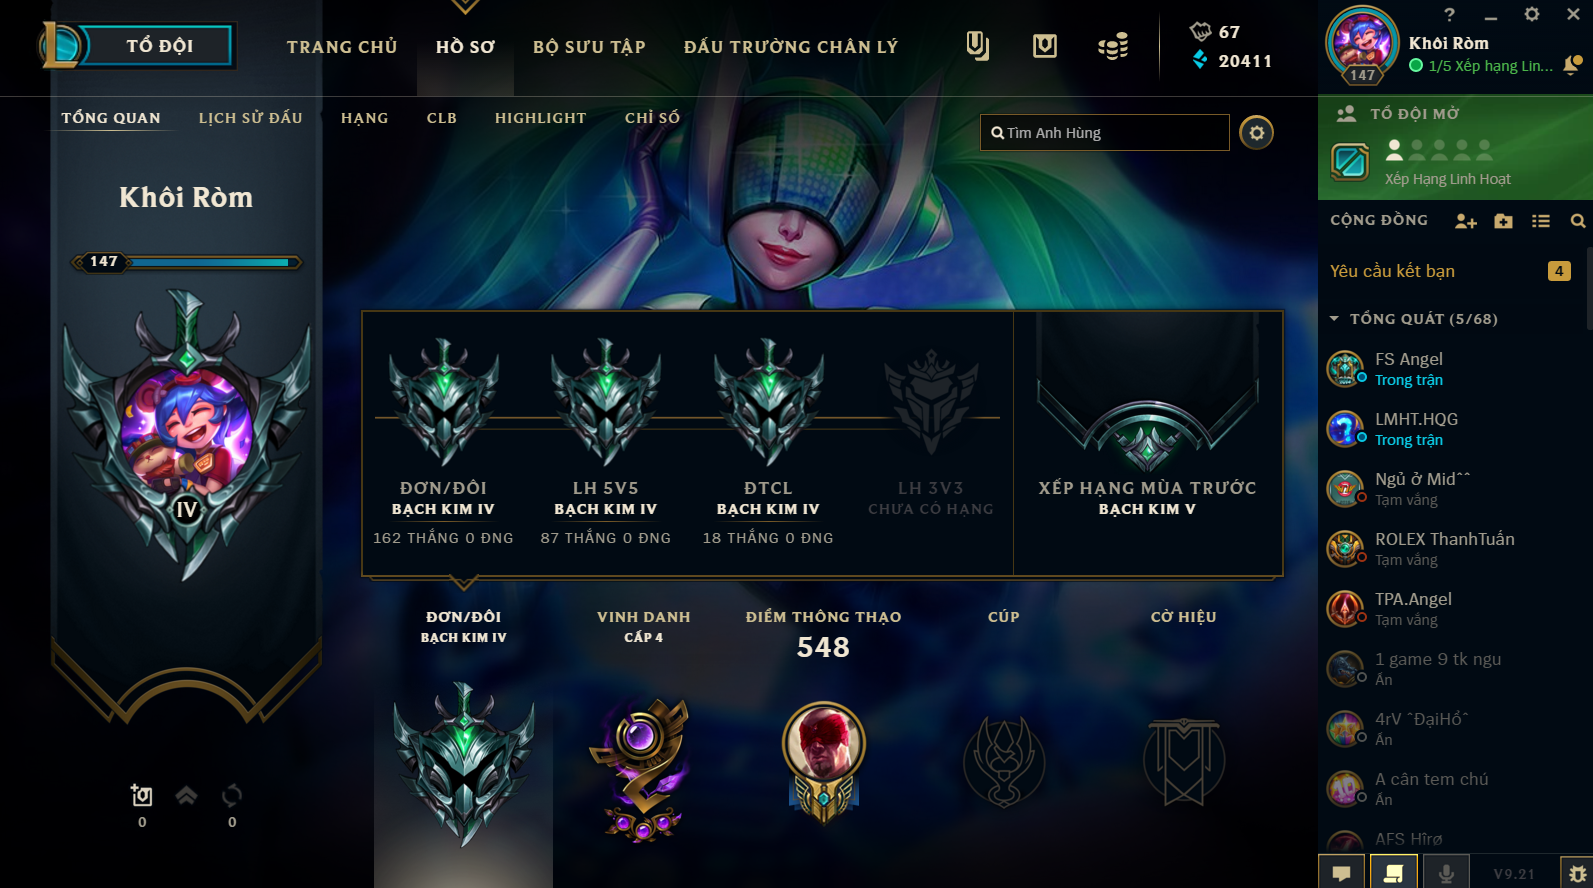 TỔ ĐỘI
TRANG CHỦ
HỒ SƠ
BỘ SƯU TẬP
ĐẤU TRƯỜNG CHÂN LÝ
67
20411
TỔNG QUAN
LỊCH SỬ ĐẤU
HẠNG
CLB
HIGHLIGHT
CHỈ SỐ
Tìm Anh Hùng
Khôi Ròm
147
IV
0
0
ĐƠN/ĐÔI
BẠCH KIM IV
162 THẮNG 0 ĐNG
LH 5V5
BẠCH KIM IV
87 THẮNG 0 ĐNG
ĐTCL
BẠCH KIM IV
18 THẮNG 0 ĐNG
LH 3V3
CHƯA CÓ HẠNG
XẾP HẠNG MÙA TRƯỚC
BẠCH KIM V
ĐƠN/ĐÔI
BẠCH KIM IV
VINH DANH
CẤP 4
ĐIỂM THÔNG THẠO
548
CÚP
CỜ HIỆU
?
Khôi Ròm
1/5 Xếp hạng Lin...
147
TỔ ĐỘI MỞ
Xếp Hạng Linh Hoạt
CỘNG ĐỒNG
Yêu cầu kết bạn
4
TỔNG QUÁT (5/68)
FS Angel
Trong trận
LMHT.HQG
Trong trận
Ngủ ở Midˆˆ
Tạm vắng
ROLEX ThanhTuấn
Tạm vắng
TPA.Angel
Tạm vắng
1 game 9 tk ngu
Ẩn
4rV ˆĐạiHổˆ
Ẩn
A cân tem chú
Ẩn
AFS Hîrø
V9.21